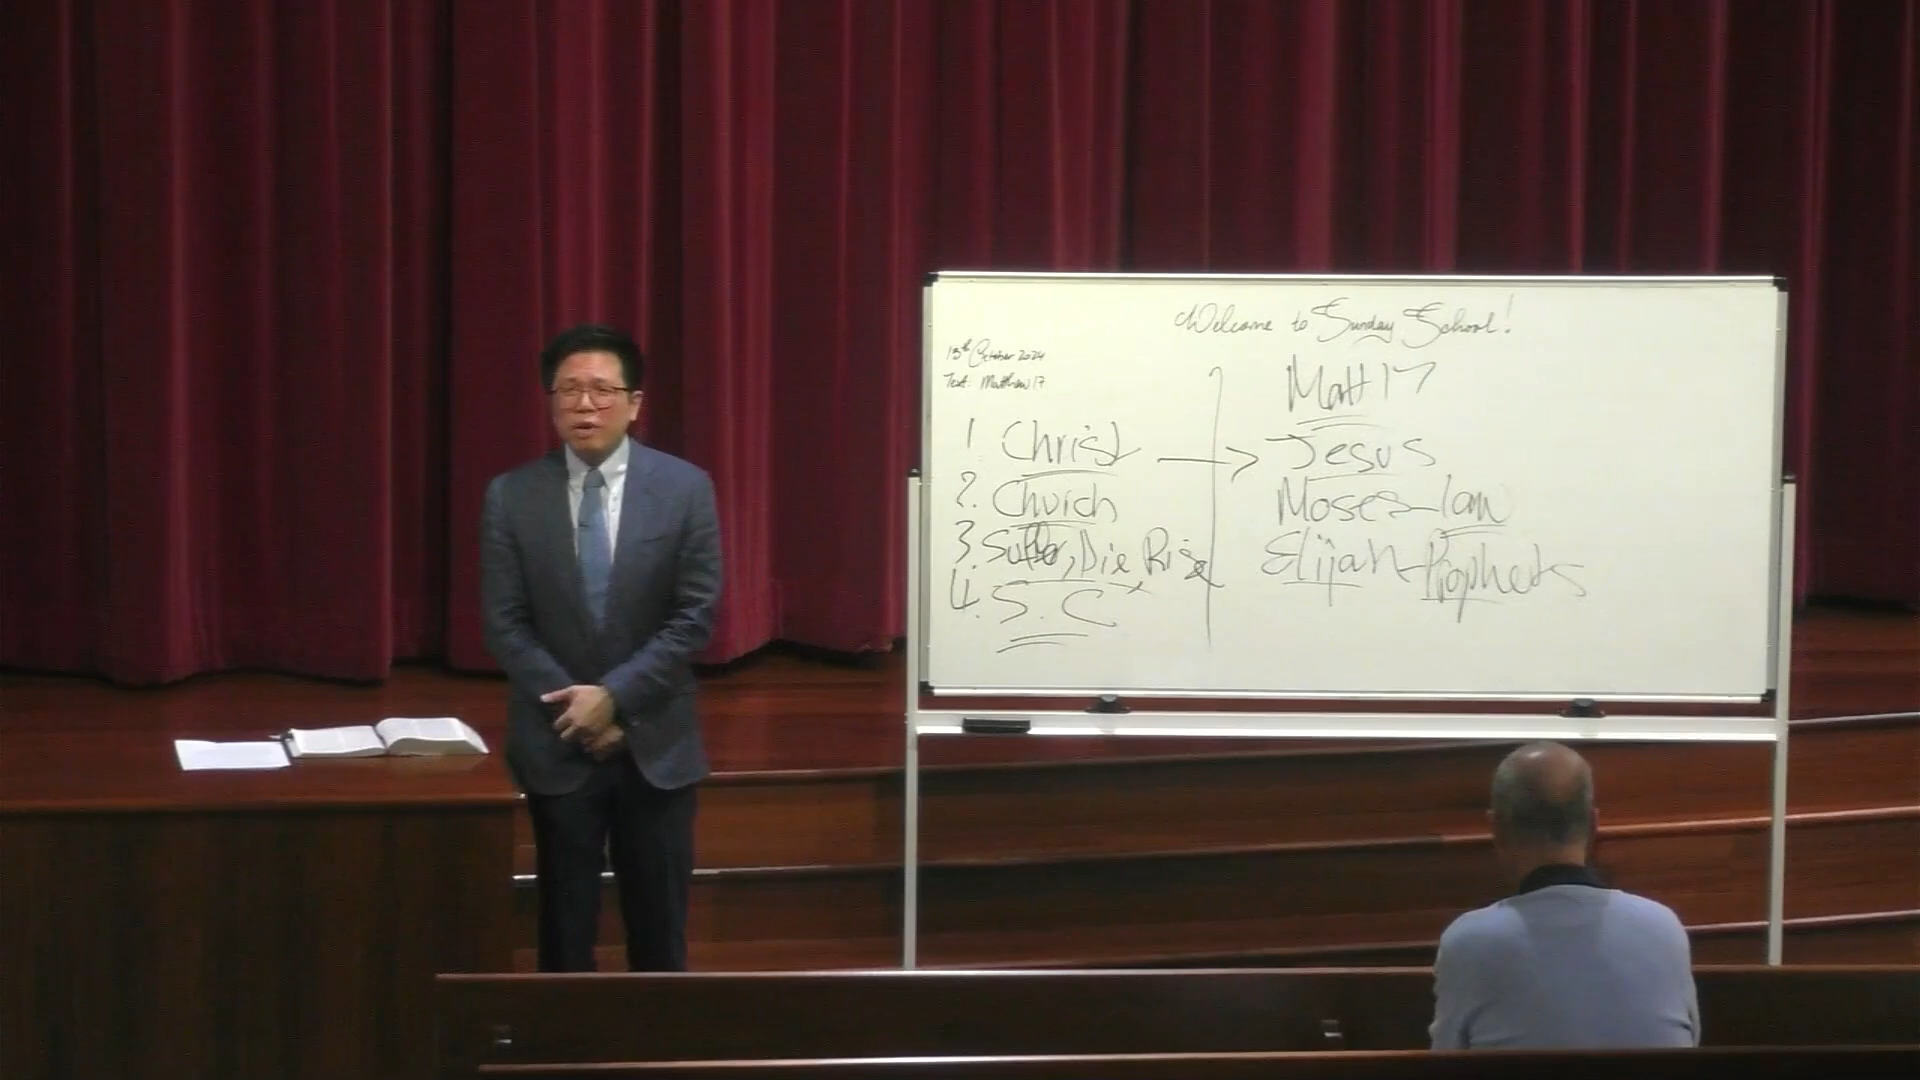 Welcome to Sunday School!
13th October 2024
Text: Matthew 17
1. Christ
2. Church
3. Suffer, Die Rise
4. S.C
Matt 17
→ Jesus
Moses - law
Elijah - Prophets